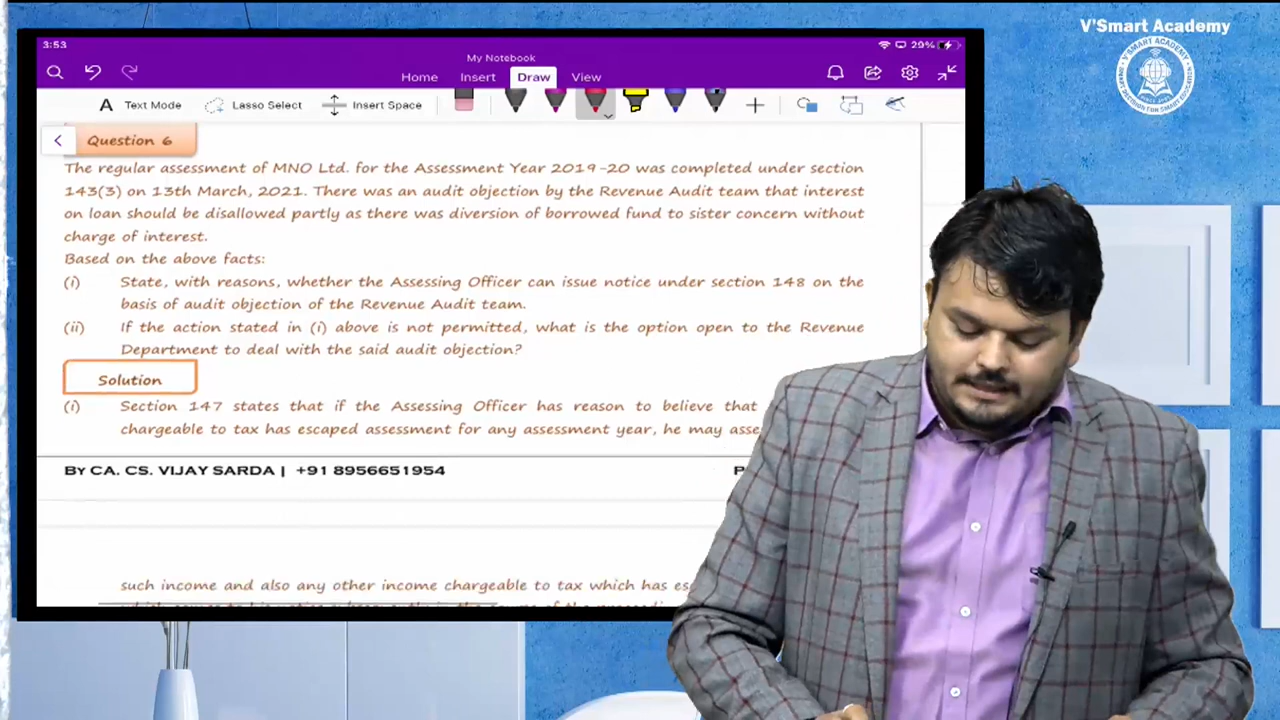 V'Smart Academy
3:53
29%
My Notebook
Home Insert Draw View
A Text Mode Lasso Select Insert Space
Question 6
The regular assessment of MNO Ltd. for the Assessment Year 2019-20 was completed under section
143(3) on 13th March, 2021. There was an audit objection by the Revenue Audit team that interest
on loan should be disallowed partly as there was diversion of borrowed fund to sister concern without
charge of interest.
Based on the above facts:
(i) State, with reasons, whether the Assessing Officer can issue notice under section 148 on the
basis of audit objection of the Revenue Audit team.
(ii) If the action stated in (i) above is not permitted, what is the option open to the Revenue
Department to deal with the said audit objection?
Solution
(i) Section 147 states that if the Assessing Officer has reason to believe that
chargeable to tax has escaped assessment for any assessment year, he may
BY CA. CS. VIJAY SARDA | +91 8956651954
such income and also any other income chargeable to tax which has